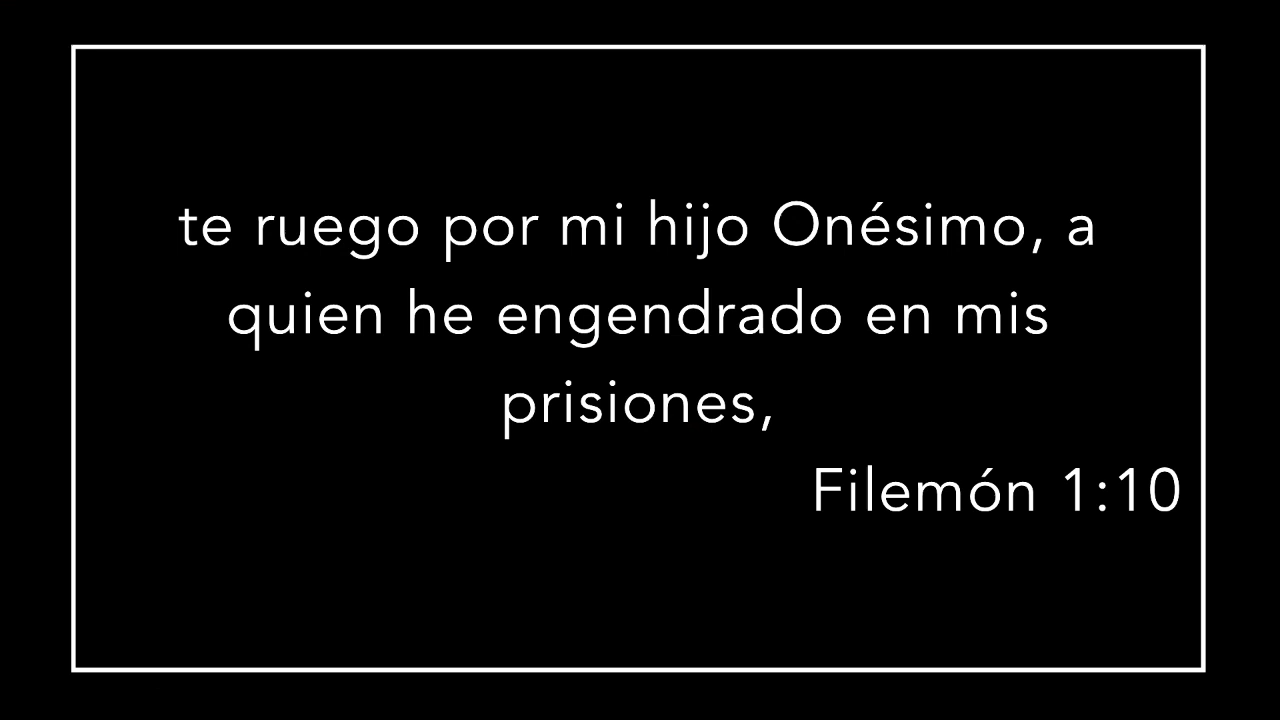 te ruego por mi hijo Onésimo, a
quien he engendrado en mis
prisiones,
Filemón 1:10